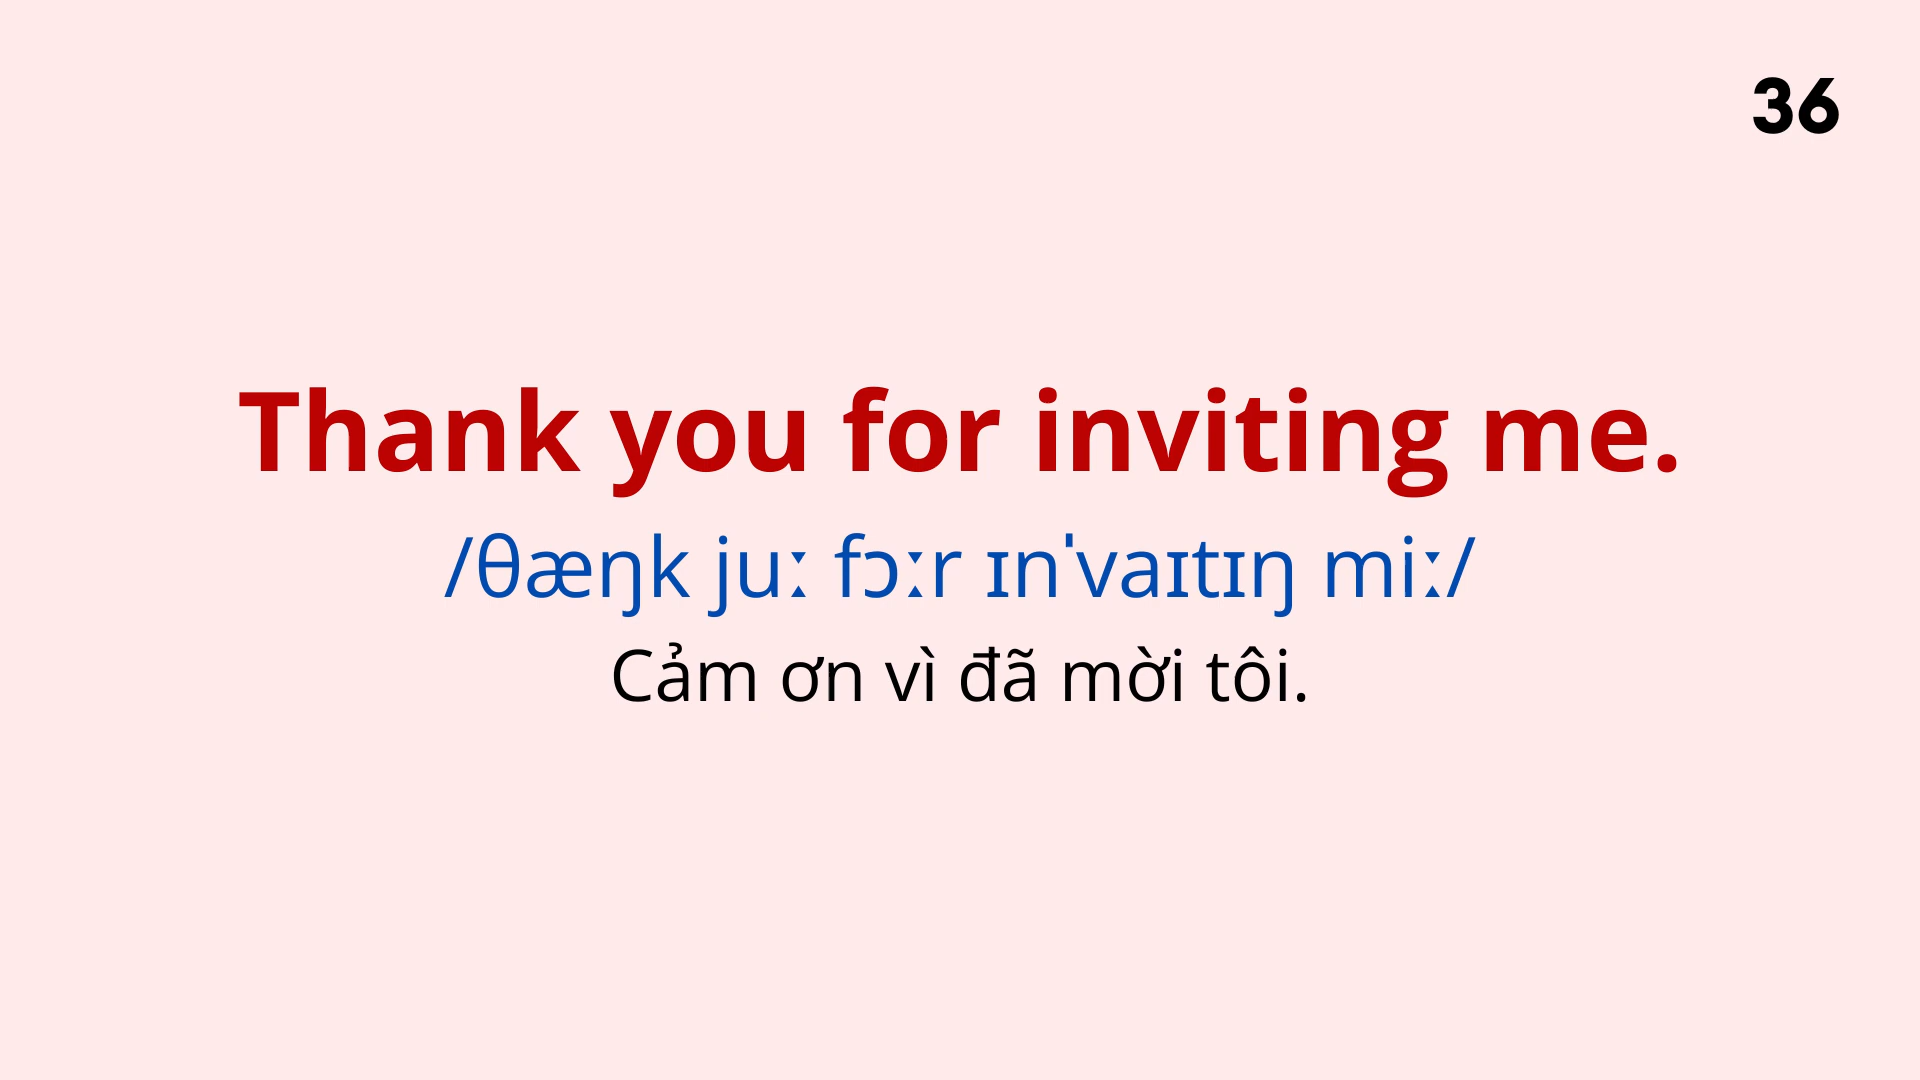 36
Thank you for inviting me.
/θæŋk juː fɔːr ɪnˈvaɪtɪŋ miː/
Cảm ơn vì đã mời tôi.